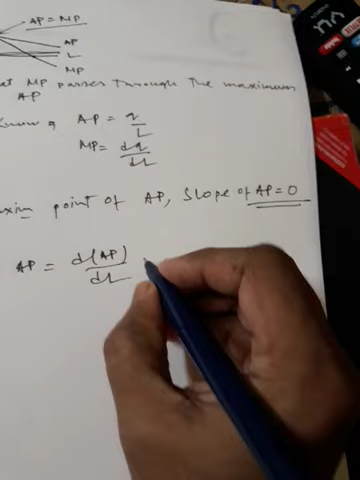 AP = MP
AP
L
MP
at MP passes through the maximum
AP
know, AP = q/L
MP = dq/dL
maxim point of AP, Slope of AP = 0
AP = d(AP)/dL